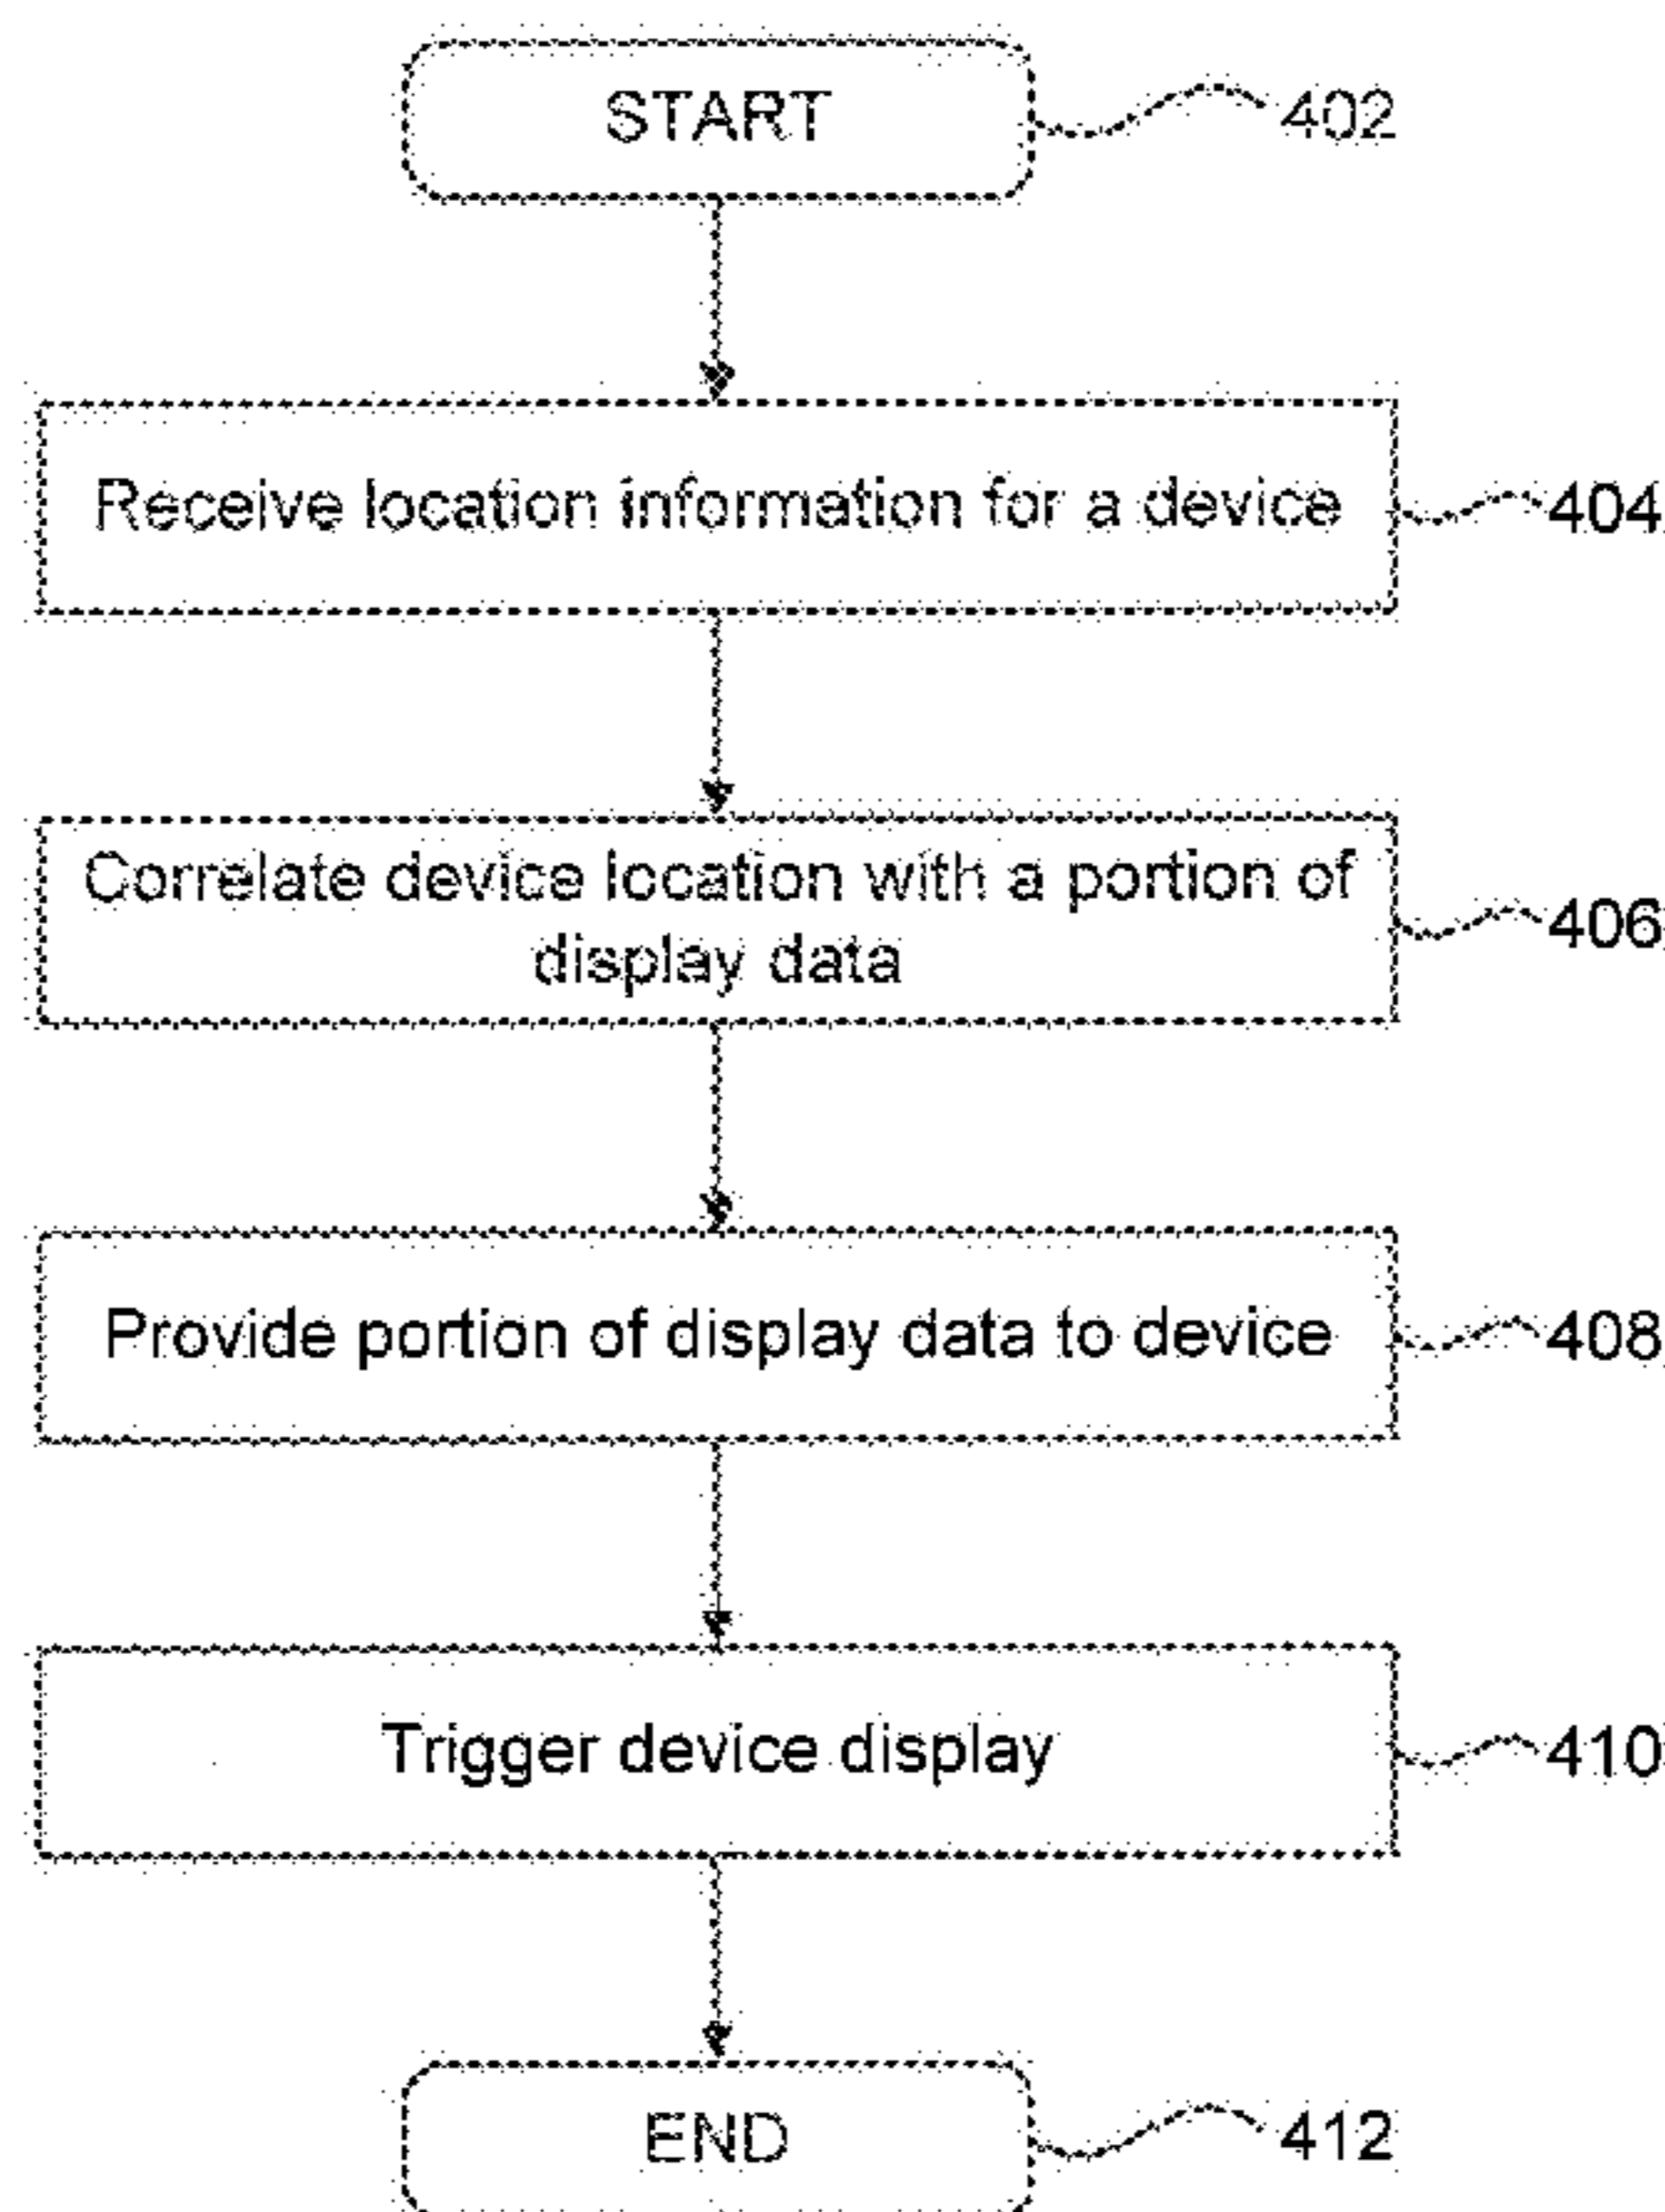 START
402
Receive location information for a device
404
Correlate device location with a portion of
display data
406
Provide portion of display data to device
408
Trigger device display
410
END
412